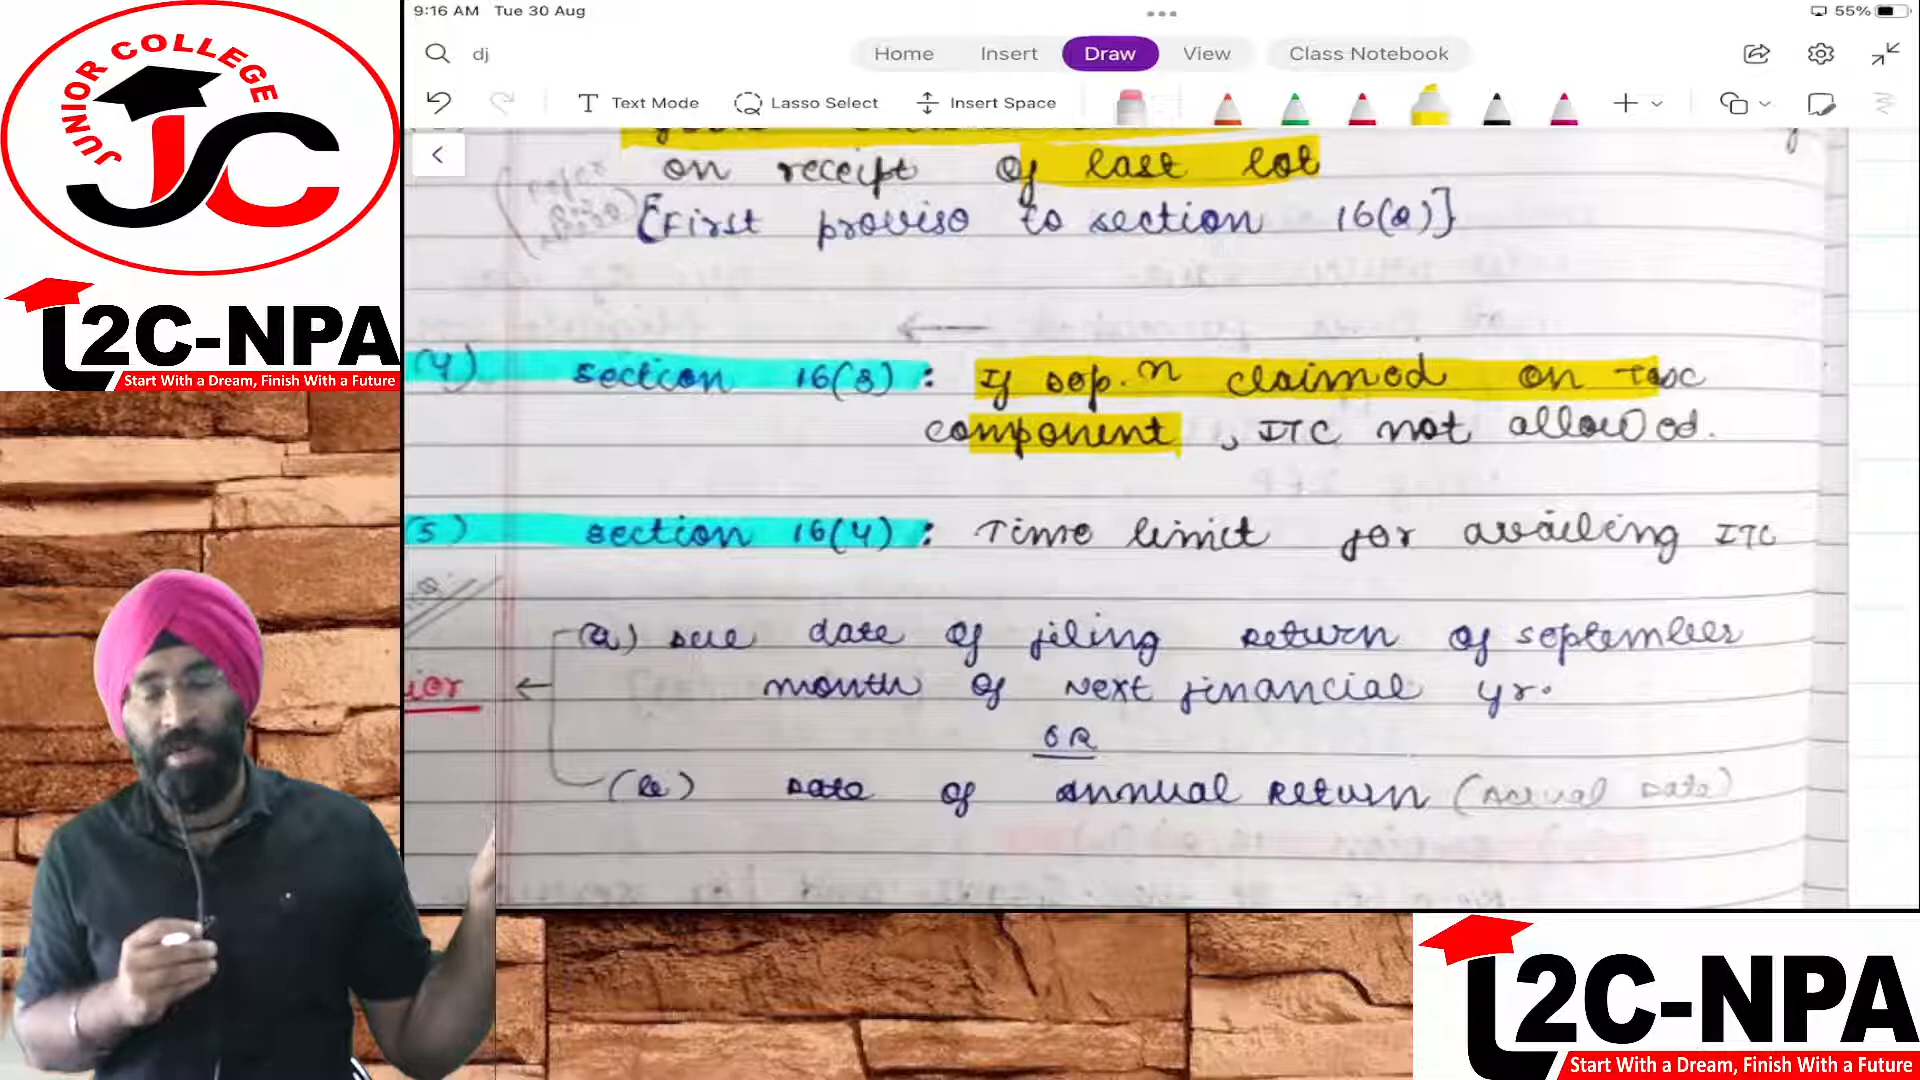 9:16 AM Tue 30 Aug
55%
dj
Home Insert Draw View Class Notebook
Text Mode Lasso Select Insert Space
on receipt of last lot
[First proviso to section 16(2)]
(4) section 16(3) : If dep.n claimed on tax
component , ITC not allowed.
(5) section 16(4) : Time limit for availing ITC
(a) due date of filing return of september
month of Next financial yr.
OR
(b) Date of annual return (Actual Date)
JUNIOR COLLEGE
JC
L2C-NPA
Start With a Dream, Finish With a Future
L2C-NPA
Start With a Dream, Finish With a Future